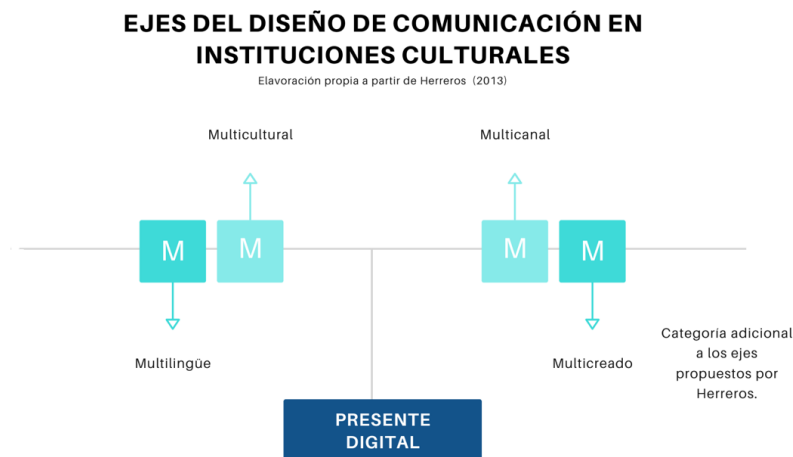 EJES DEL DISEÑO DE COMUNICACIÓN EN
INSTITUCIONES CULTURALES
Elavoración propia a partir de Herreros (2013)
Multicultural
Multicanal
M
M
M
M
Multilingüe
Multicreado
Categoría adicional
a los ejes
propuestos por
Herreros.
PRESENTE
DIGITAL